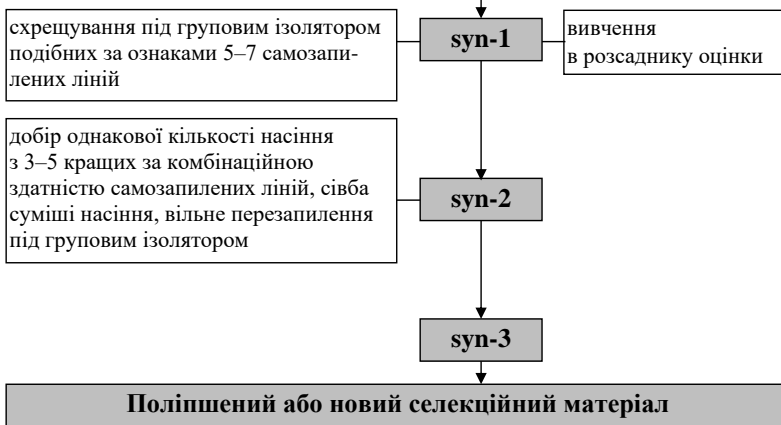 схрещування під груповим ізолятором
подібних за ознаками 5–7 самозапи-
лених ліній
syn-1
вивчення
в розсаднику оцінки
добір однакової кількості насіння
з 3–5 кращих за комбінаційною
здатністю самозапилених ліній, сівба
суміші насіння, вільне перезапилення
під груповим ізолятором
syn-2
syn-3
Поліпшений або новий селекційний матеріал